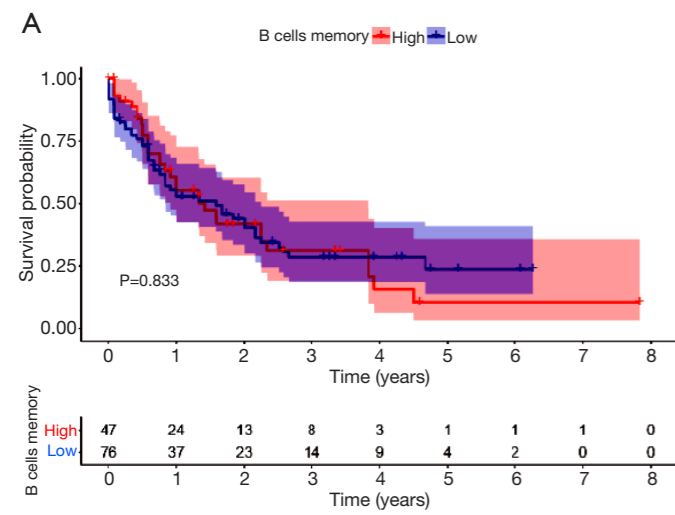 A
B cells memory High Low
Survival probability
1.00
0.75
0.50
0.25
0.00
P=0.833
0 1 2 3 4 5 6 7 8
Time (years)
B cells memory
High 47 24 13 8 3 1 1 1 0
Low 76 37 23 14 9 4 2 0 0
0 1 2 3 4 5 6 7 8
Time (years)